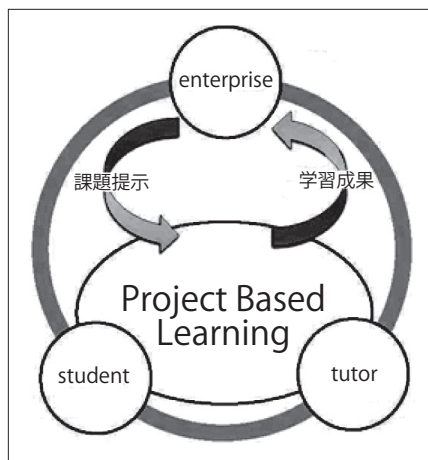 enterprise
課題提示
学習成果
Project Based
Learning
student
tutor